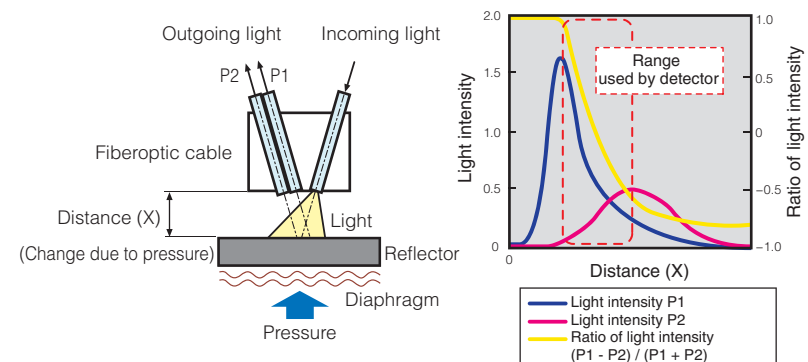 Outgoing light
Incoming light
P2
P1
Fiberoptic cable
Distance (X)
Light
(Change due to pressure)
Reflector
Diaphragm
Pressure
2.0
1.5
1.0
0.5
0
Light intensity
1.0
0.5
0
−0.5
−1.0
Ratio of light intensity
Range
used by detector
0
Distance (X)
Light intensity P1
Light intensity P2
Ratio of light intensity
(P1 - P2) / (P1 + P2)